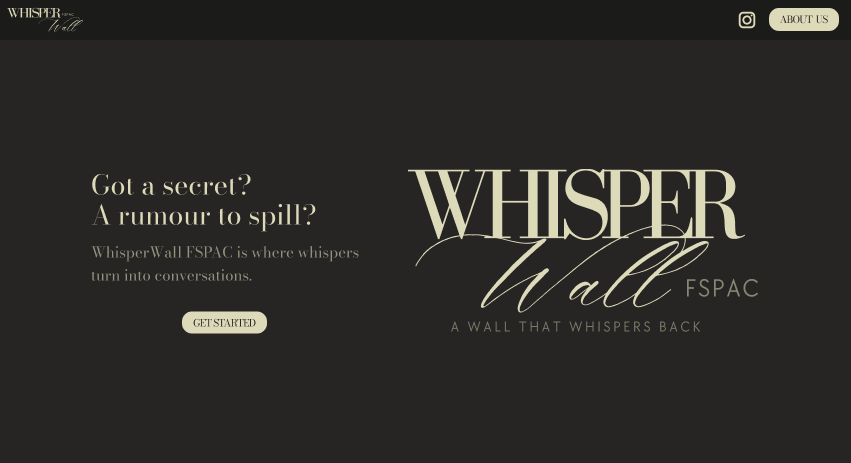 WHISPER FSPAC
Wall
ABOUT US
Got a secret?
A rumour to spill?
WhisperWall FSPAC is where whispers
turn into conversations.
GET STARTED
WHISPER
Wall FSPAC
A WALL THAT WHISPERS BACK